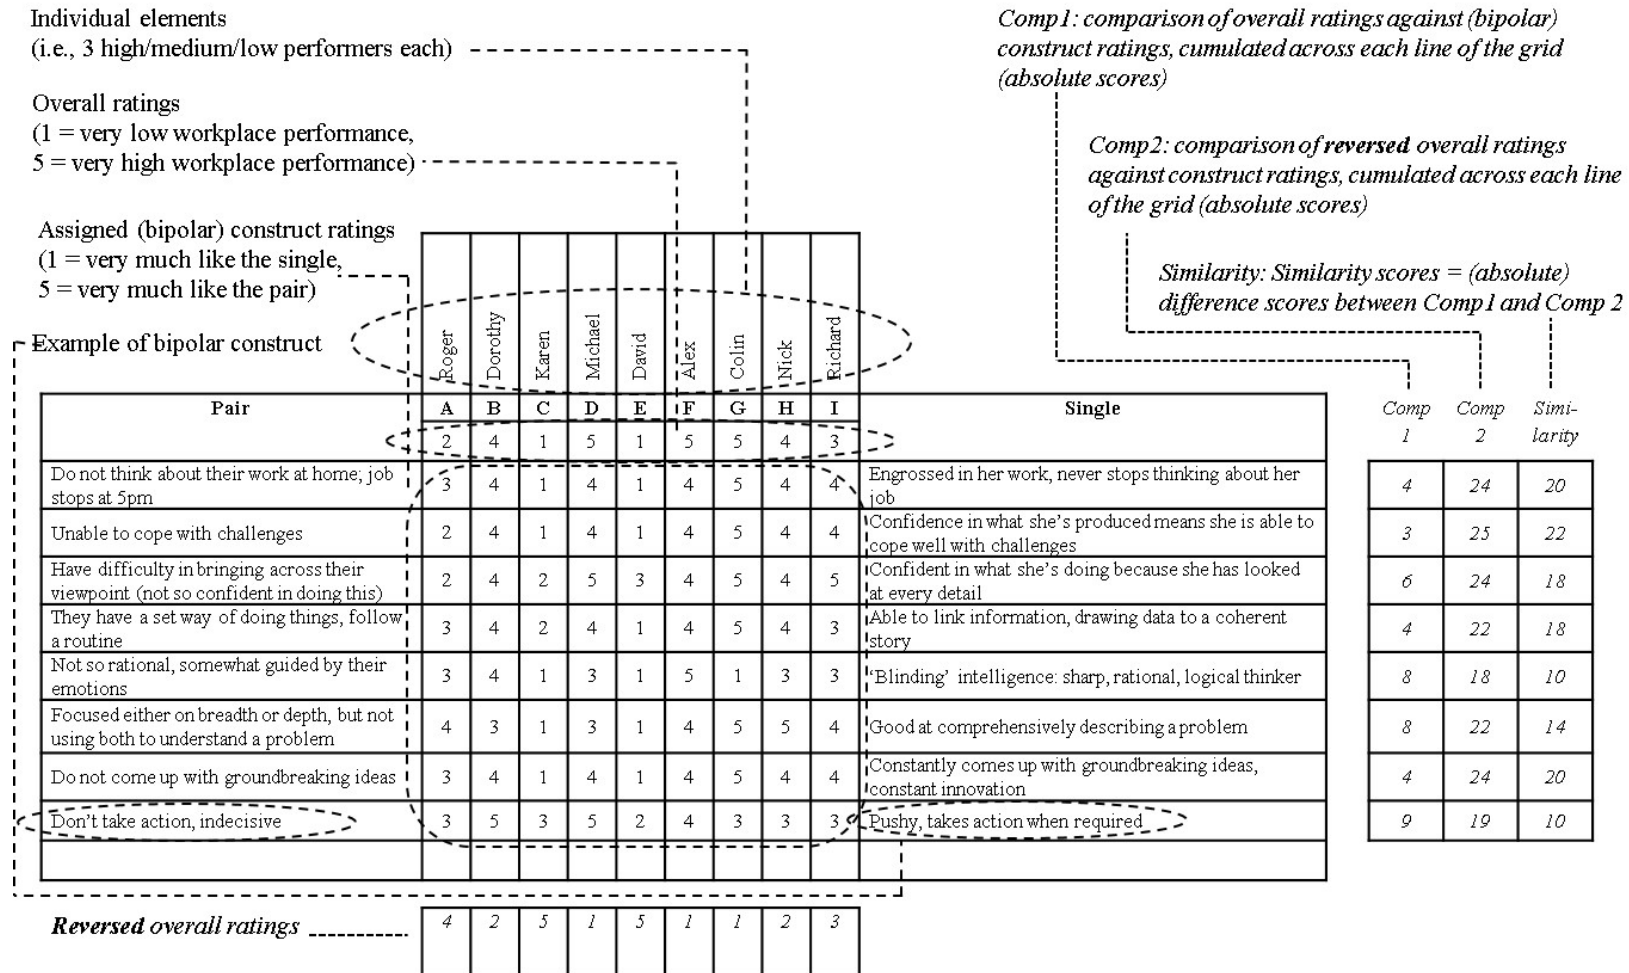 Individual elements
(i.e., 3 high/medium/low performers each)
Overall ratings
(1 = very low workplace performance,
5 = very high workplace performance)
Assigned (bipolar) construct ratings
(1 = very much like the single,
5 = very much like the pair)
Example of bipolar construct
Comp1: comparison of overall ratings against (bipolar)
construct ratings, cumulated across each line of the grid
(absolute scores)
Comp2: comparison of reversed overall ratings
against construct ratings, cumulated across each line
of the grid (absolute scores)
Similarity: Similarity scores = (absolute)
difference scores between Comp1 and Comp 2
Roger Dorothy Karen Michael David Alex Colin Nick Richard
Pair A B C D E F G H I Single Comp Comp Simi-
2 4 1 5 1 5 5 4 3 1 2 larity
Do not think about their work at home; job
stops at 5pm
3 4 1 4 1 4 5 4 4
Engrossed in her work, never stops thinking about her
job
4 24 20
Unable to cope with challenges
2 4 1 4 1 4 5 4 4
Confidence in what she's produced means she is able to
cope well with challenges
3 25 22
Have difficulty in bringing across their
viewpoint (not so confident in doing this)
2 4 2 5 3 4 5 4 5
Confident in what she's doing because she has looked
at every detail
6 24 18
They have a set way of doing things, follow
a routine
3 4 2 4 1 4 5 4 3
Able to link information, drawing data to a coherent
story
4 22 18
Not so rational, somewhat guided by their
emotions
3 4 1 3 1 5 1 3 3
'Blinding' intelligence: sharp, rational, logical thinker
8 18 10
Focused either on breadth or depth, but not
using both to understand a problem
4 3 1 3 1 4 5 5 4
Good at comprehensively describing a problem
8 22 14
Do not come up with groundbreaking ideas
3 4 1 4 1 4 5 4 4
Constantly comes up with groundbreaking ideas,
constant innovation
4 24 20
Don't take action, indecisive
3 5 3 5 2 4 3 3 3
Pushy, takes action when required
9 19 10
Reversed overall ratings
4 2 5 1 5 1 1 2 3